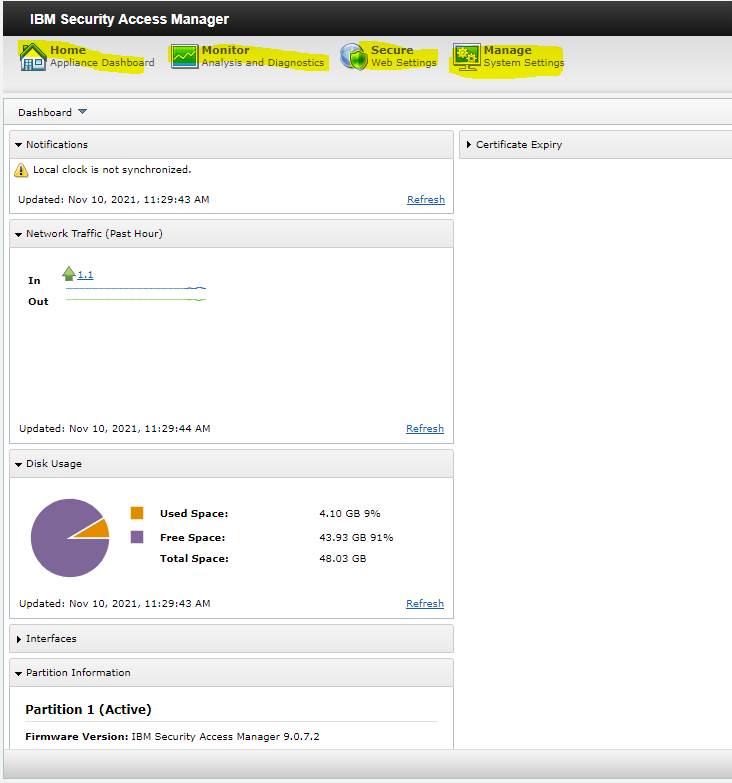 IBM Security Access Manager
Home
Appliance Dashboard
Monitor
Analysis and Diagnostics
Secure
Web Settings
Manage
System Settings
Dashboard
Notifications
Local clock is not synchronized.
Updated: Nov 10, 2021, 11:29:43 AM
Refresh
Certificate Expiry
Network Traffic (Past Hour)
In
1.1
Out
Updated: Nov 10, 2021, 11:29:44 AM
Refresh
Disk Usage
Used Space: 4.10 GB 9%
Free Space: 43.93 GB 91%
Total Space: 48.03 GB
Updated: Nov 10, 2021, 11:29:43 AM
Refresh
Interfaces
Partition Information
Partition 1 (Active)
Firmware Version: IBM Security Access Manager 9.0.7.2